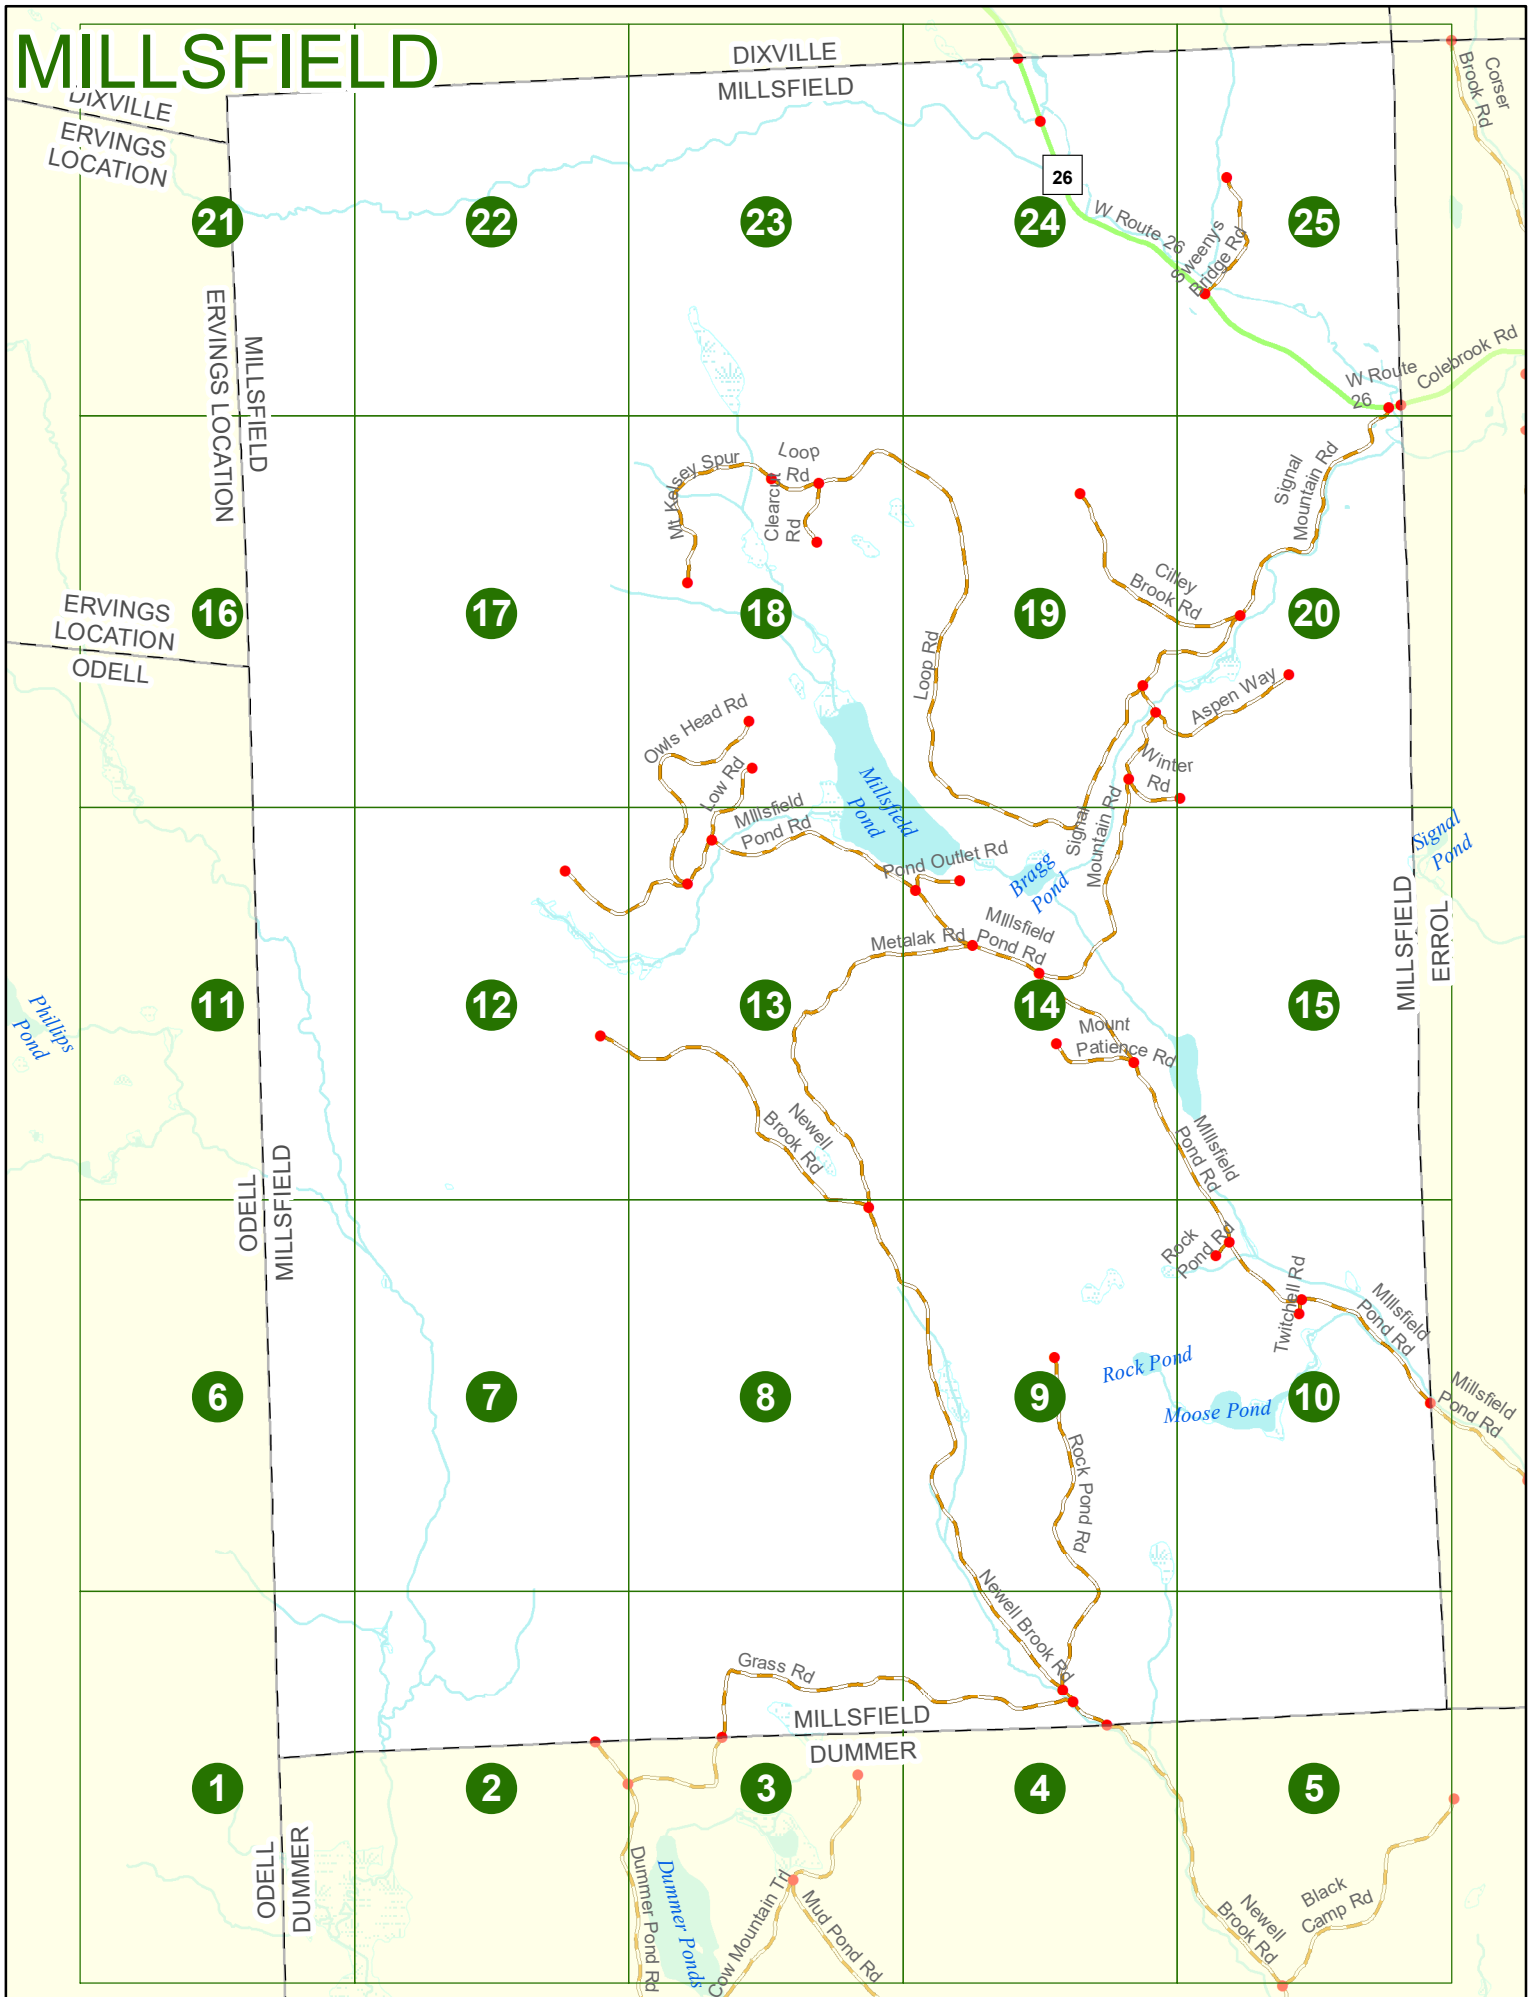 MILLSFIELD
DIXVILLE
MILLSFIELD
DIXVILLE
ERVINGS
LOCATION
Corser
Brook Rd
26
21
22
23
24
25
W Route 26
Sweenys
Bridge Rd
ERVINGS LOCATION
MILLSFIELD
W Route
26
Colebrook Rd
Mt Kelsey Spur
Loop
Rd
Clearcut
Rd
Signal
Mountain Rd
Cilley
Brook Rd
ERVINGS
LOCATION
ODELL
16
17
18
19
20
Loop Rd
Aspen Way
Owls Head Rd
Low Rd
Winter
Rd
Millsfield
Pond
MIllsfield
Pond Rd
Signal
Mountain Rd
Signal
Pond
Pond Outlet Rd
Bragg
Pond
Metalak Rd
MIllsfield
Pond Rd
MILLSFIELD
ERROL
Phillips
Pond
11
12
13
14
15
Mount
Patience Rd
Newell
Brook Rd
MIllsfield
Pond Rd
ODELL
MILLSFIELD
Rock
Pond Rd
Twitchell Rd
MIllsfield
Pond Rd
Rock Pond
Moose Pond
6
7
8
9
10
Millsfield
Pond Rd
Rock Pond Rd
Newell Brook Rd
Grass Rd
MILLSFIELD
DUMMER
1
2
3
4
5
ODELL
DUMMER
Dummer Pond Rd
Dummer Ponds
Cow Mountain Trl
Mud Pond Rd
Newell
Brook Rd
Black
Camp Rd